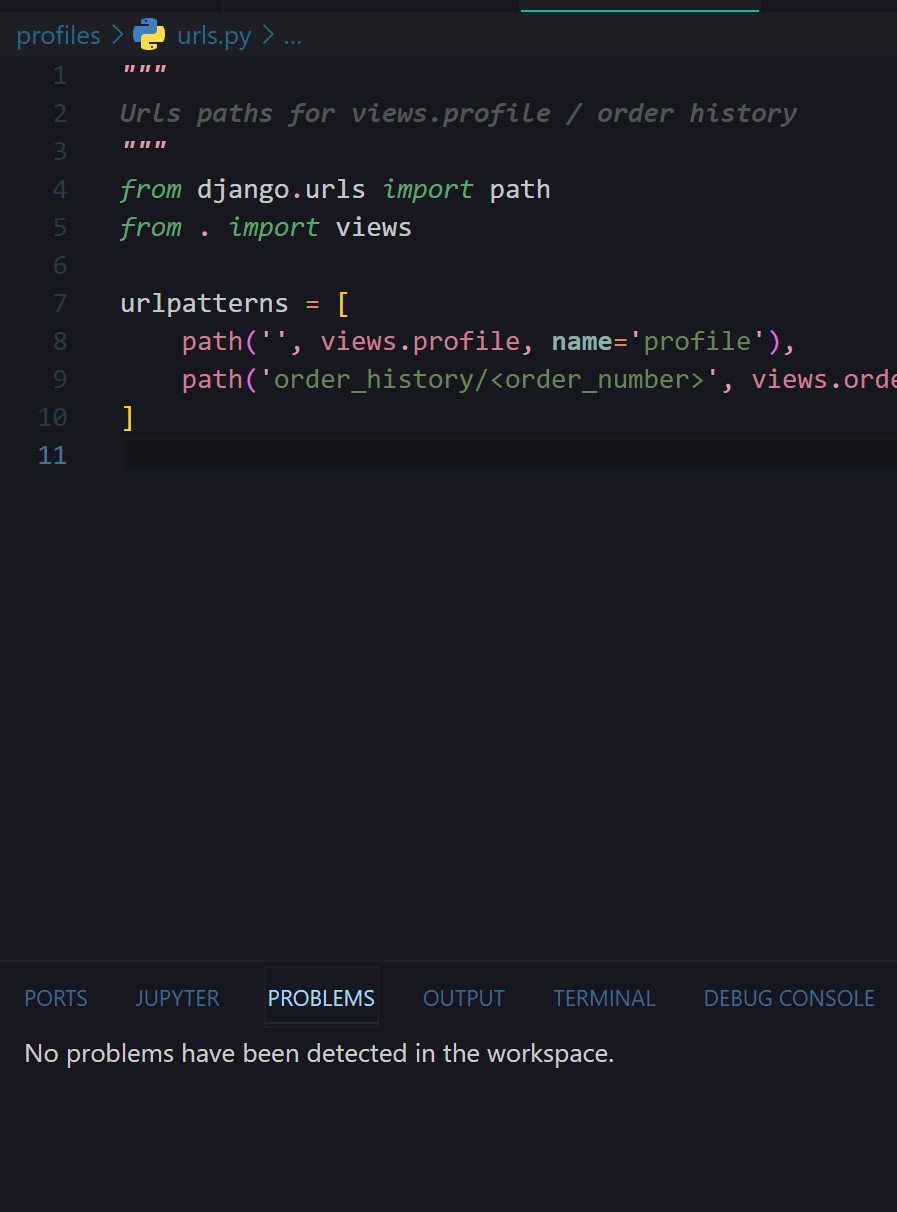 profiles > urls.py > ...
1 """
2 Urls paths for views.profile / order history
3 """
4 from django.urls import path
5 from . import views
6
7 urlpatterns = [
8     path('', views.profile, name='profile'),
9     path('order_history/<order_number>', views.orde
10 ]
11
PORTS JUPYTER PROBLEMS OUTPUT TERMINAL DEBUG CONSOLE
No problems have been detected in the workspace.